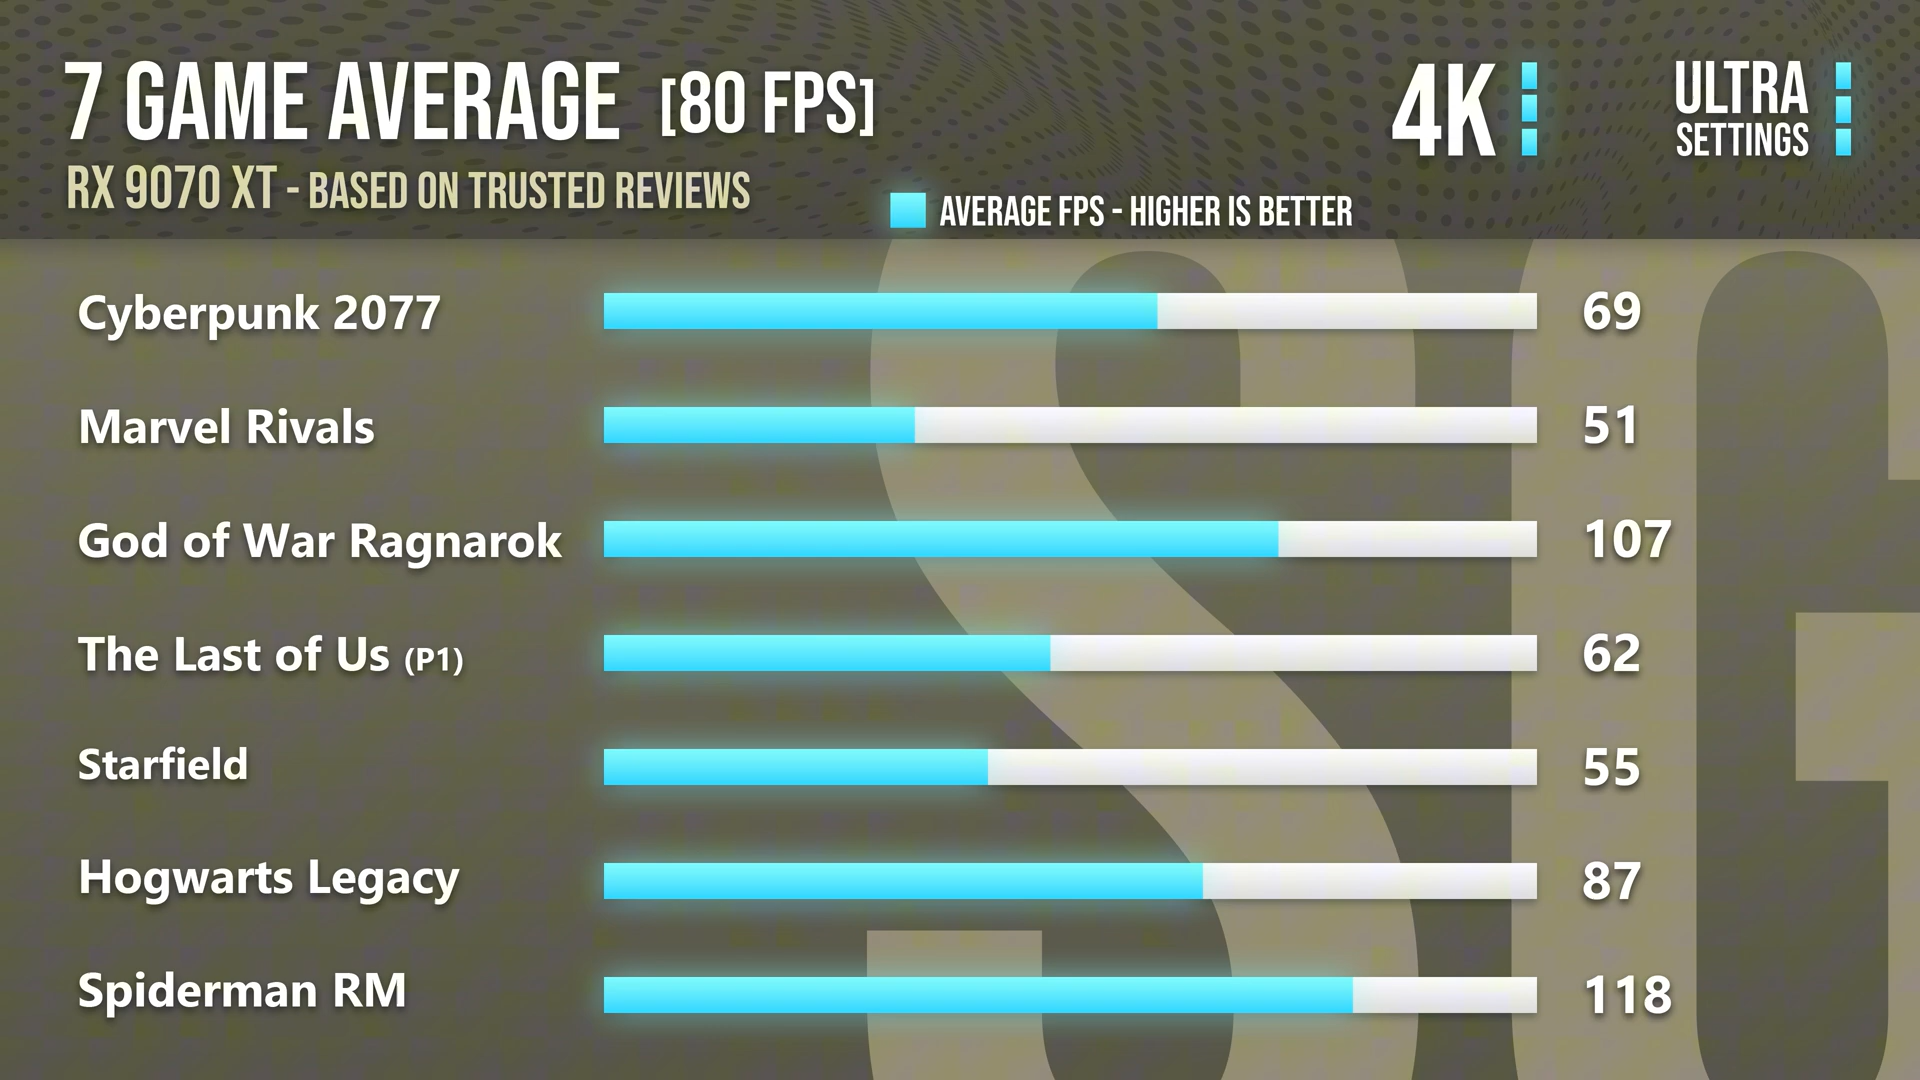 7 GAME AVERAGE [80 FPS]
4K
ULTRA
SETTINGS
RX 9070 XT - BASED ON TRUSTED REVIEWS
AVERAGE FPS - HIGHER IS BETTER
Cyberpunk 2077 69
Marvel Rivals 51
God of War Ragnarok 107
The Last of Us (P1) 62
Starfield 55
Hogwarts Legacy 87
Spiderman RM 118
SG